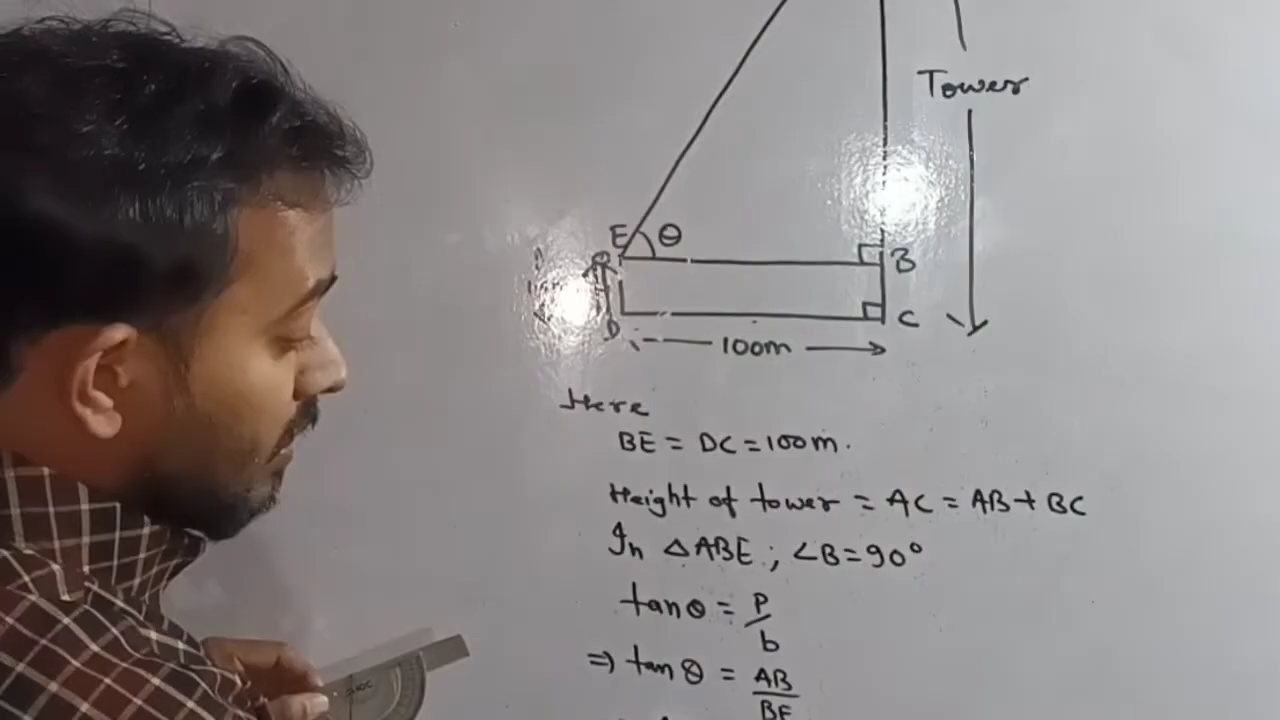 Tower
E θ
B
D
C
100m
Here
BE = DC = 100m.
Height of tower = AC = AB + BC
In △ABE ; ∠B = 90°
tanθ = P/b
⇒ tanθ = AB/BE